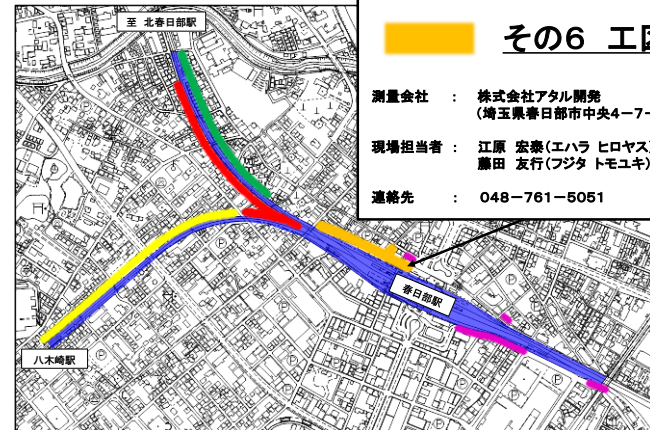 至 北春日部駅
その6 工区
測量会社 : 株式会社アタル開発
(埼玉県春日部市中央4-7-
現場担当者 : 江原 宏泰(エハラ ヒロヤス)
藤田 友行(フジタ トモユキ)
連絡先 : 048-761-5051
春日部駅
八木崎駅